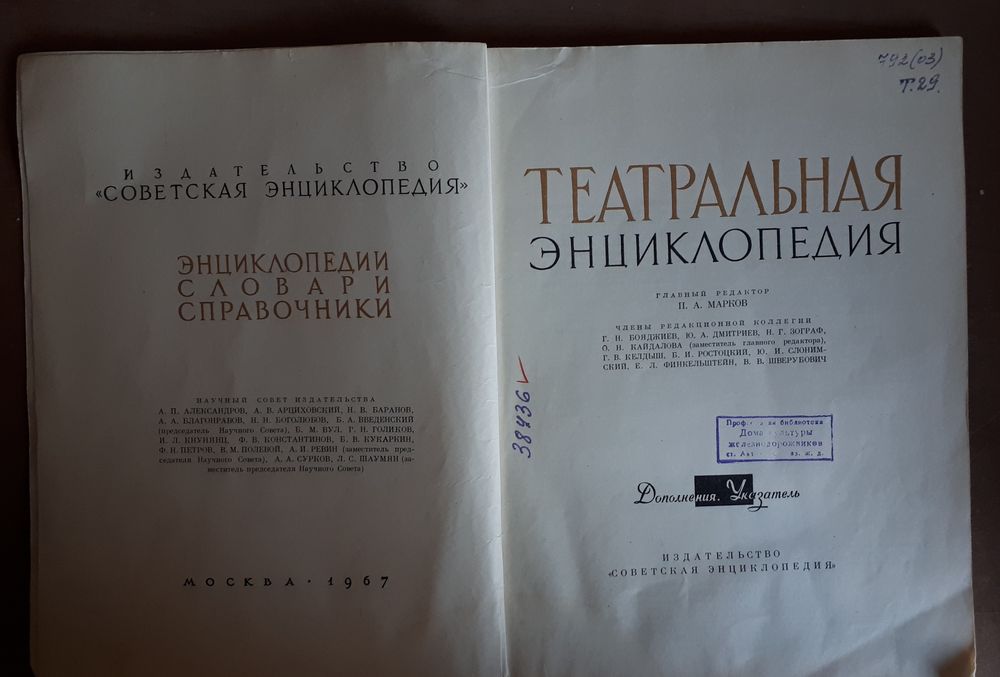 ИЗДАТЕЛЬСТВО
«СОВЕТСКАЯ ЭНЦИКЛОПЕДИЯ»
ЭНЦИКЛОПЕДИИ
СЛОВАРИ
СПРАВОЧНИКИ
НАУЧНЫЙ СОВЕТ ИЗДАТЕЛЬСТВА
А. П. АЛЕКСАНДРОВ, А. В. АРЦИХОВСКИЙ, Н. В. БАРАНОВ,
А. А. БЛАГОНРАВОВ, Н. Н. БОГОЛЮБОВ, Б. А. ВВЕДЕНСКИЙ
(председатель Научного Совета), Б. М. ВУЛ, Г. Н. ГОЛИКОВ,
И. Л. КНУНЯНЦ, Ф. В. КОНСТАНТИНОВ, Б. В. КУКАРКИН,
Ф. Н. ПЕТРОВ, В. М. ПОЛЕВОЙ, А. И. РЕВИН (заместитель пред-
седателя Научного Совета), А. А. СУРКОВ, Л. С. ШАУМЯН (за-
меститель председателя Научного Совета)
МОСКВА · 1967
792(03)
Т.29.
ТЕАТРАЛЬНАЯ
ЭНЦИКЛОПЕДИЯ
ГЛАВНЫЙ РЕДАКТОР
П. А. МАРКОВ
ЧЛЕНЫ РЕДАКЦИОННОЙ КОЛЛЕГИИ
Г. Н. БОЯДЖИЕВ, Ю. А. ДМИТРИЕВ, Н. Г. ЗОГРАФ,
О. Н. КАЙДАЛОВА (заместитель главного редактора),
Г. В. КЕЛДЫШ, Б. И. РОСТОЦКИЙ, Ю. И. СЛОНИМ-
СКИЙ, Е. Л. ФИНКЕЛЬШТЕЙН, В. В. ШВЕРУБОВИЧ
38436
библиотека
Дома культуры
железнодорожников
ст. ж. д.
Дополнения. Указатель
ИЗДАТЕЛЬСТВО
«СОВЕТСКАЯ ЭНЦИКЛОПЕДИЯ»